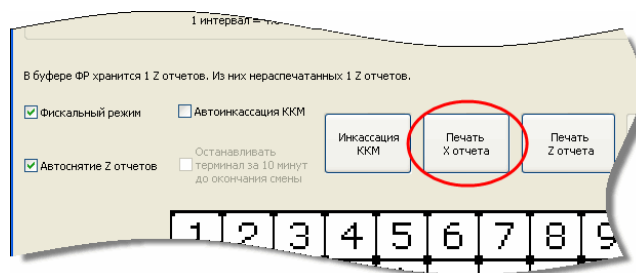 1 интервал =
В буфере ФР хранится 1 Z отчетов. Из них нераспечатанных 1 Z отчетов.
Фискальный режим
Автоинкассация ККМ
Автоснятие Z отчетов
Останавливать
терминал за 10 минут
до окончания смены
Инкассация
ККМ
Печать
X отчета
Печать
Z отчета
1 2 3 4 5 6 7 8 9